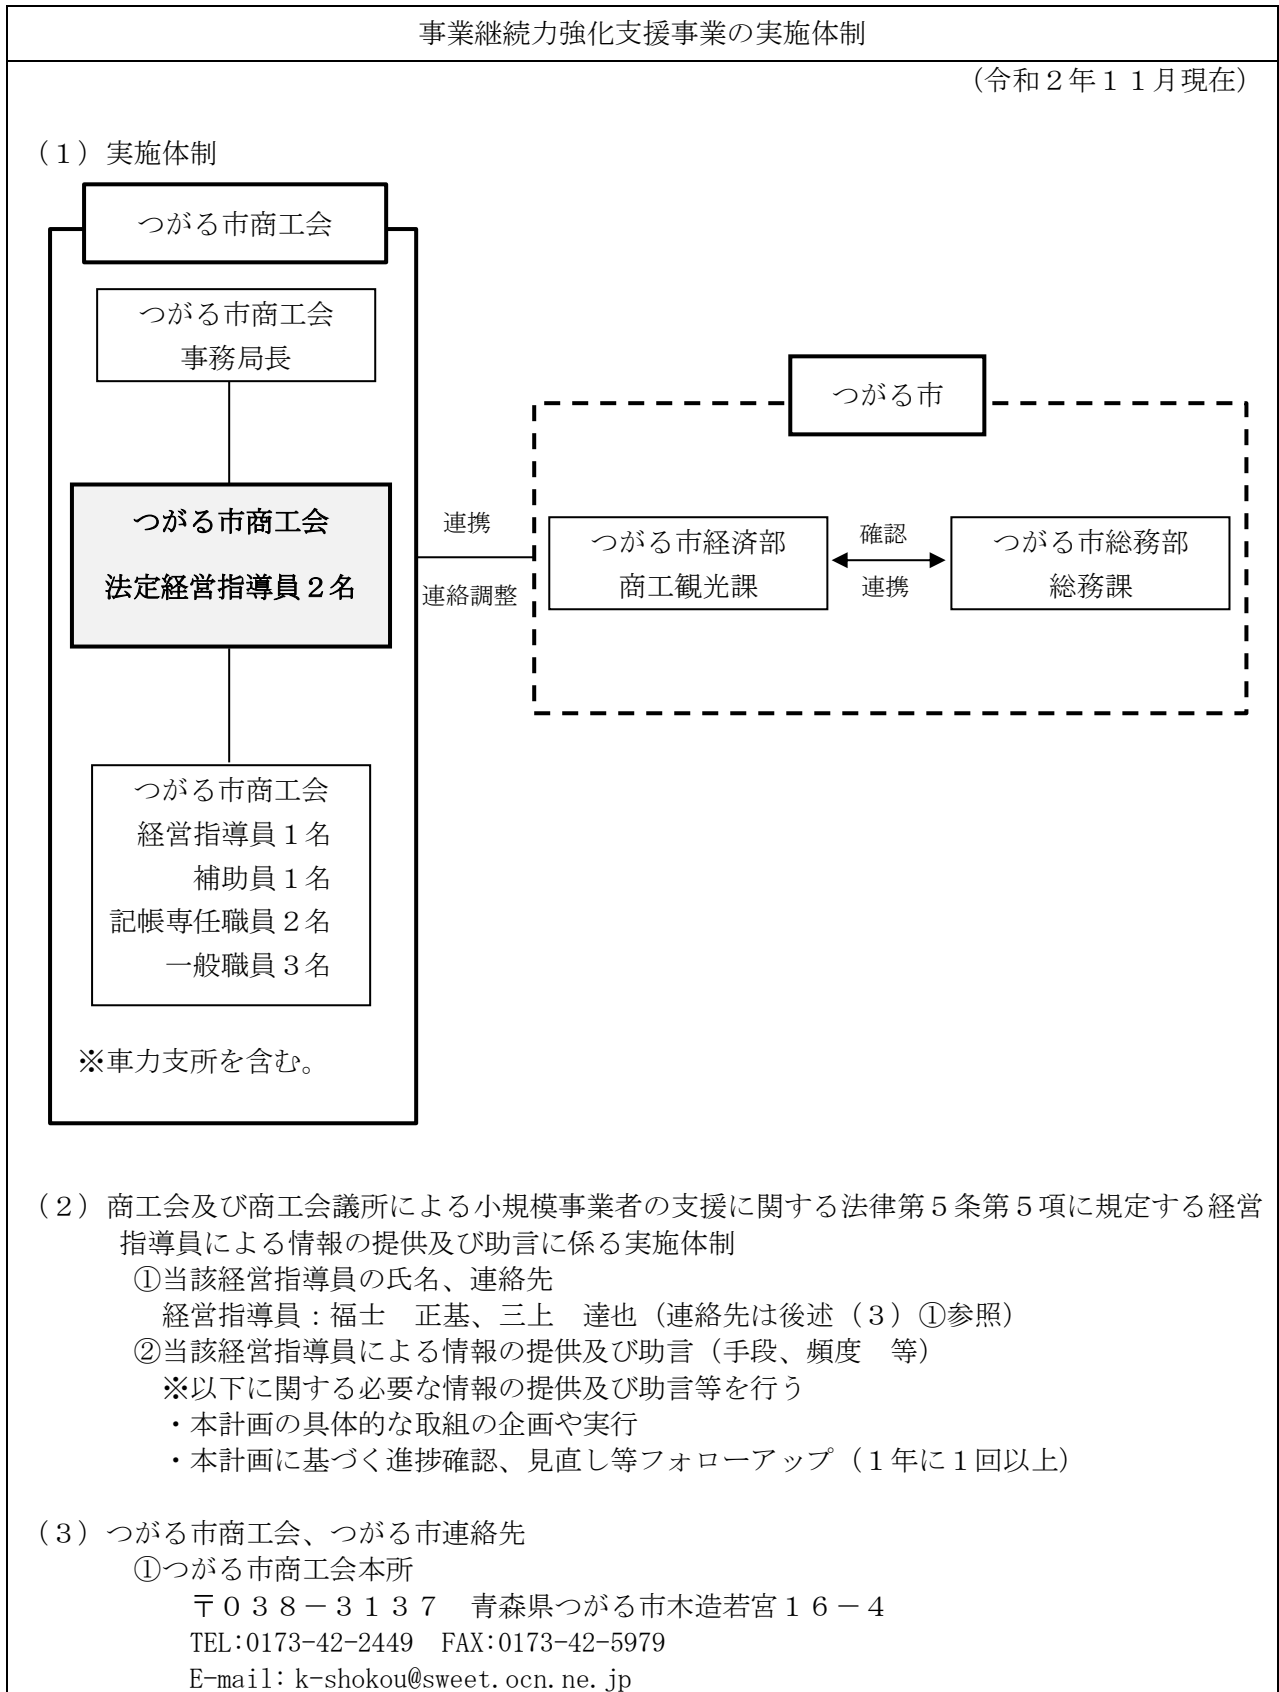 事業継続力強化支援事業の実施体制
（令和２年１１月現在）
（１）実施体制
つがる市商工会
つがる市商工会
事務局長
つがる市
つがる市商工会
法定経営指導員２名
連携
連絡調整
つがる市経済部
商工観光課
確認
連携
つがる市総務部
総務課
つがる市商工会
経営指導員１名
補助員１名
記帳専任職員２名
一般職員３名
※車力支所を含む。
（２）商工会及び商工会議所による小規模事業者の支援に関する法律第５条第５項に規定する経営
指導員による情報の提供及び助言に係る実施体制
①当該経営指導員の氏名、連絡先
経営指導員：福士　正基、三上　達也（連絡先は後述（３）①参照）
②当該経営指導員による情報の提供及び助言（手段、頻度　等）
※以下に関する必要な情報の提供及び助言等を行う
・本計画の具体的な取組の企画や実行
・本計画に基づく進捗確認、見直し等フォローアップ（１年に１回以上）
（３）つがる市商工会、つがる市連絡先
①つがる市商工会本所
〒０３８－３１３７　青森県つがる市木造若宮１６－４
TEL:0173-42-2449　FAX:0173-42-5979
E-mail：k-shokou@sweet.ocn.ne.jp